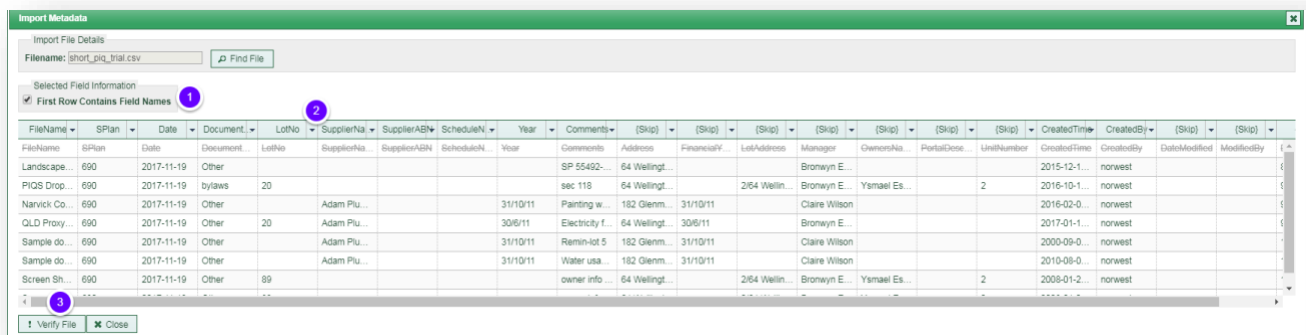 Import Metadata
Import File Details
Filename: short_piq_trial.csv Find File
Selected Field Information
First Row Contains Field Names 1
2
FileName SPlan Date Document... LotNo SupplierNa... SupplierABN ScheduleN... Year Comments {Skip} {Skip} {Skip} {Skip} {Skip} {Skip} {Skip} CreatedTime CreatedBy {Skip} {Skip}
FileName SPlan Date Document... LotNo SupplierNa... SupplierABN ScheduleN... Year Comments Address FinancialY... LotAddress Manager OwnersNa... PortalDesc... UnitNumber CreatedTime CreatedBy DateModified ModifiedBy
Landscape... 690 2017-11-19 Other SP 55492-... 64 Wellingt... Bronwyn E... 2015-12-1... norwest
PIQS Drop... 690 2017-11-19 bylaws 20 sec 118 64 Wellingt... 2/64 Wellin... Bronwyn E... Ysmael Es... 2 2016-10-1... norwest
Narvick Co... 690 2017-11-19 Other Adam Plu... 31/10/11 Painting w... 182 Glenm... 31/10/11 Claire Wilson 2016-02-0... norwest
QLD Proxy... 690 2017-11-19 Other 20 Adam Plu... 30/6/11 Electricity f... 64 Wellingt... 30/6/11 Bronwyn E... 2017-01-1... norwest
Sample do... 690 2017-11-19 Other Adam Plu... 31/10/11 Remin-lot 5 182 Glenm... 31/10/11 Claire Wilson 2000-09-0... norwest
Sample do... 690 2017-11-19 Other Adam Plu... 31/10/11 Water usa... 182 Glenm... 31/10/11 Claire Wilson 2010-08-0... norwest
Screen Sh... 690 2017-11-19 Other 89 owner info ... 64 Wellingt... 2/64 Wellin... Bronwyn E... Ysmael Es... 2 2008-01-2... norwest
3
! Verify File Close